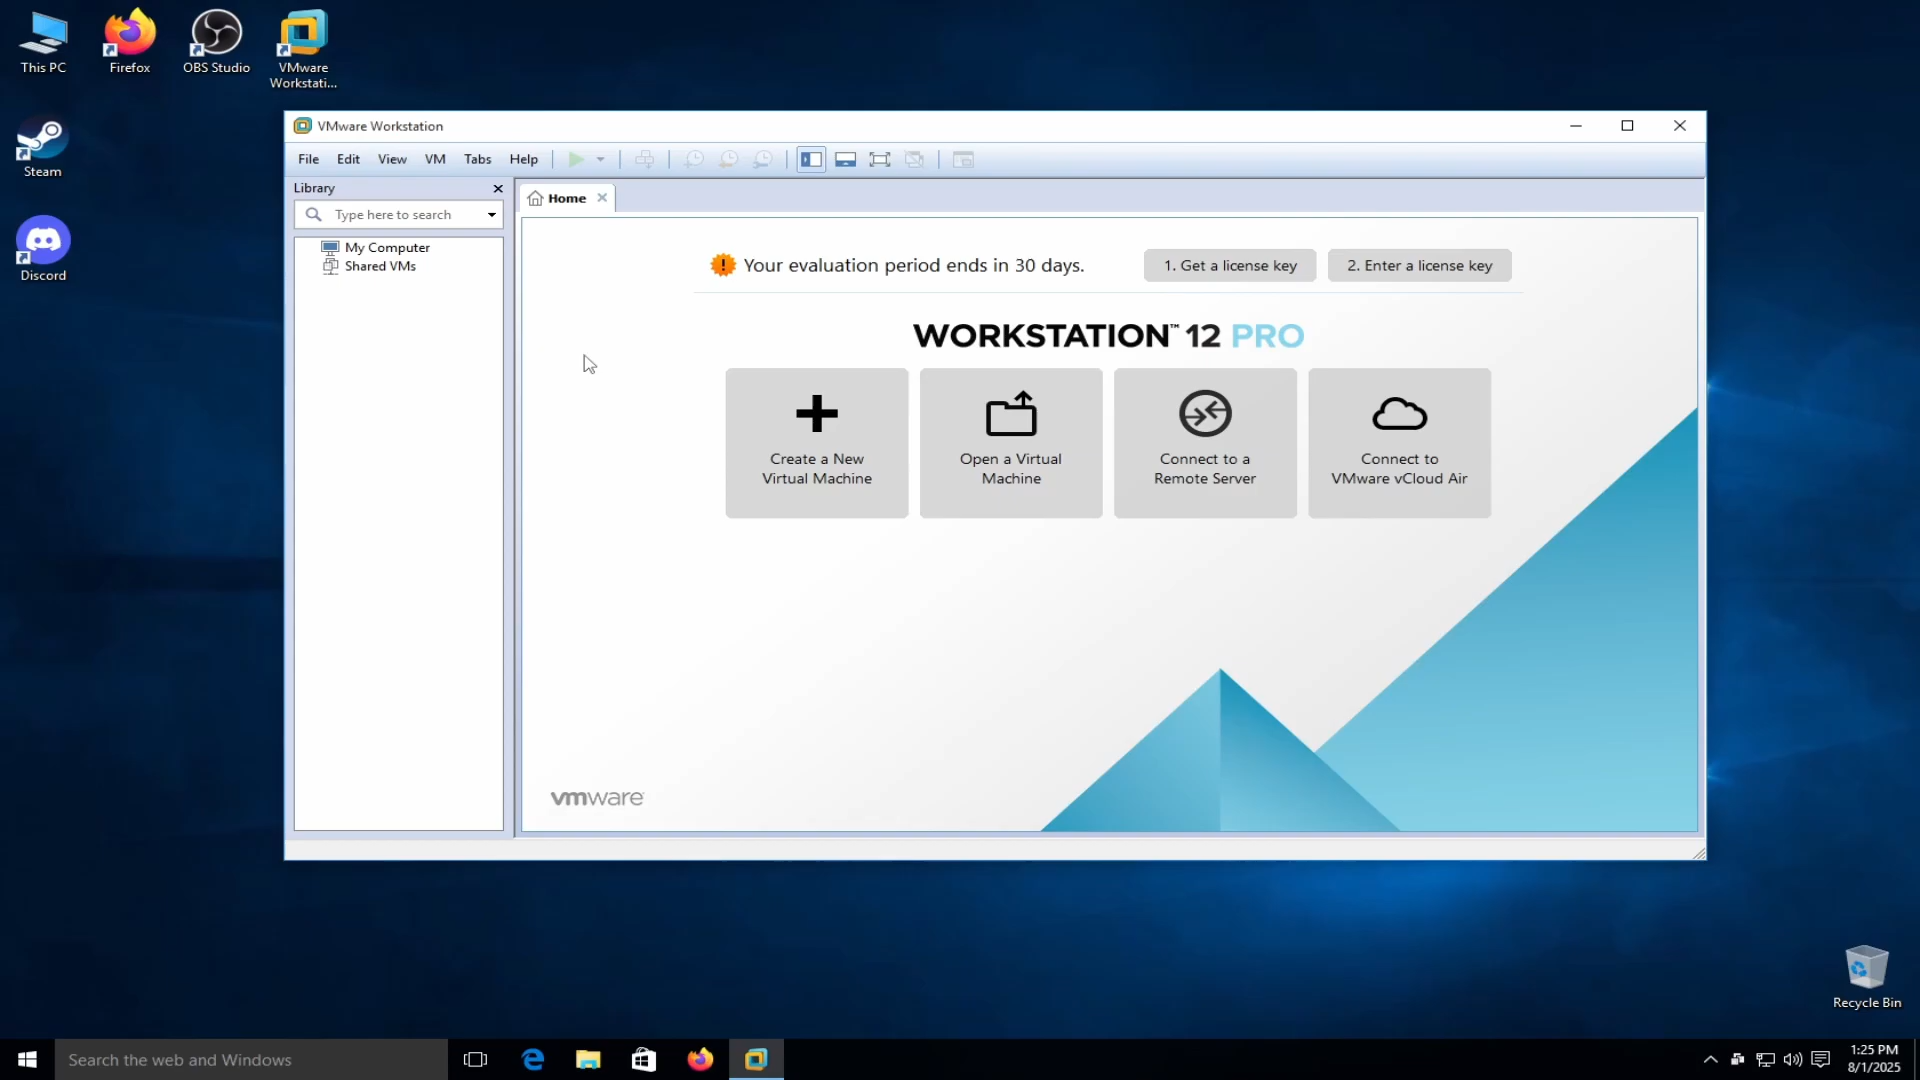 This PC
Firefox
OBS Studio
VMware
Workstati...
Steam
Discord
VMware Workstation
File Edit View VM Tabs Help
Library
Type here to search
My Computer
Shared VMs
Home
Your evaluation period ends in 30 days.
1. Get a license key
2. Enter a license key
WORKSTATION™ 12 PRO
Create a New
Virtual Machine
Open a Virtual
Machine
Connect to a
Remote Server
Connect to
VMware vCloud Air
vmware
Recycle Bin
Search the web and Windows
1:25 PM
8/1/2025